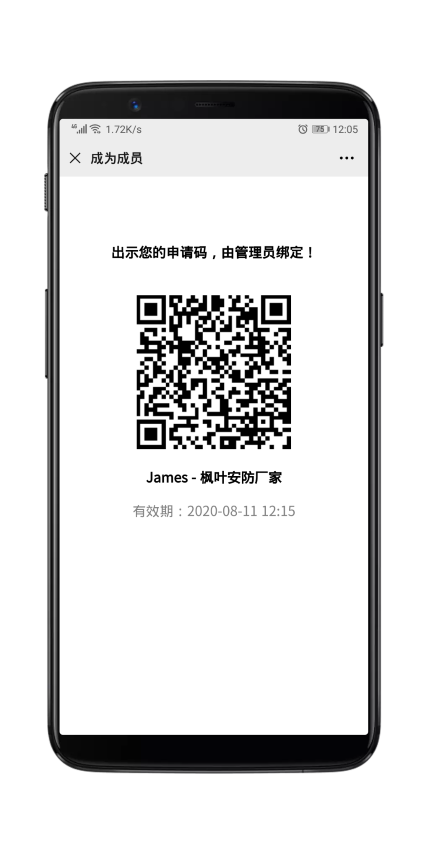 4G 1.72K/s 75 12:05
成为成员
出示您的申请码，由管理员绑定！
James - 枫叶安防厂家
有效期：2020-08-11 12:15